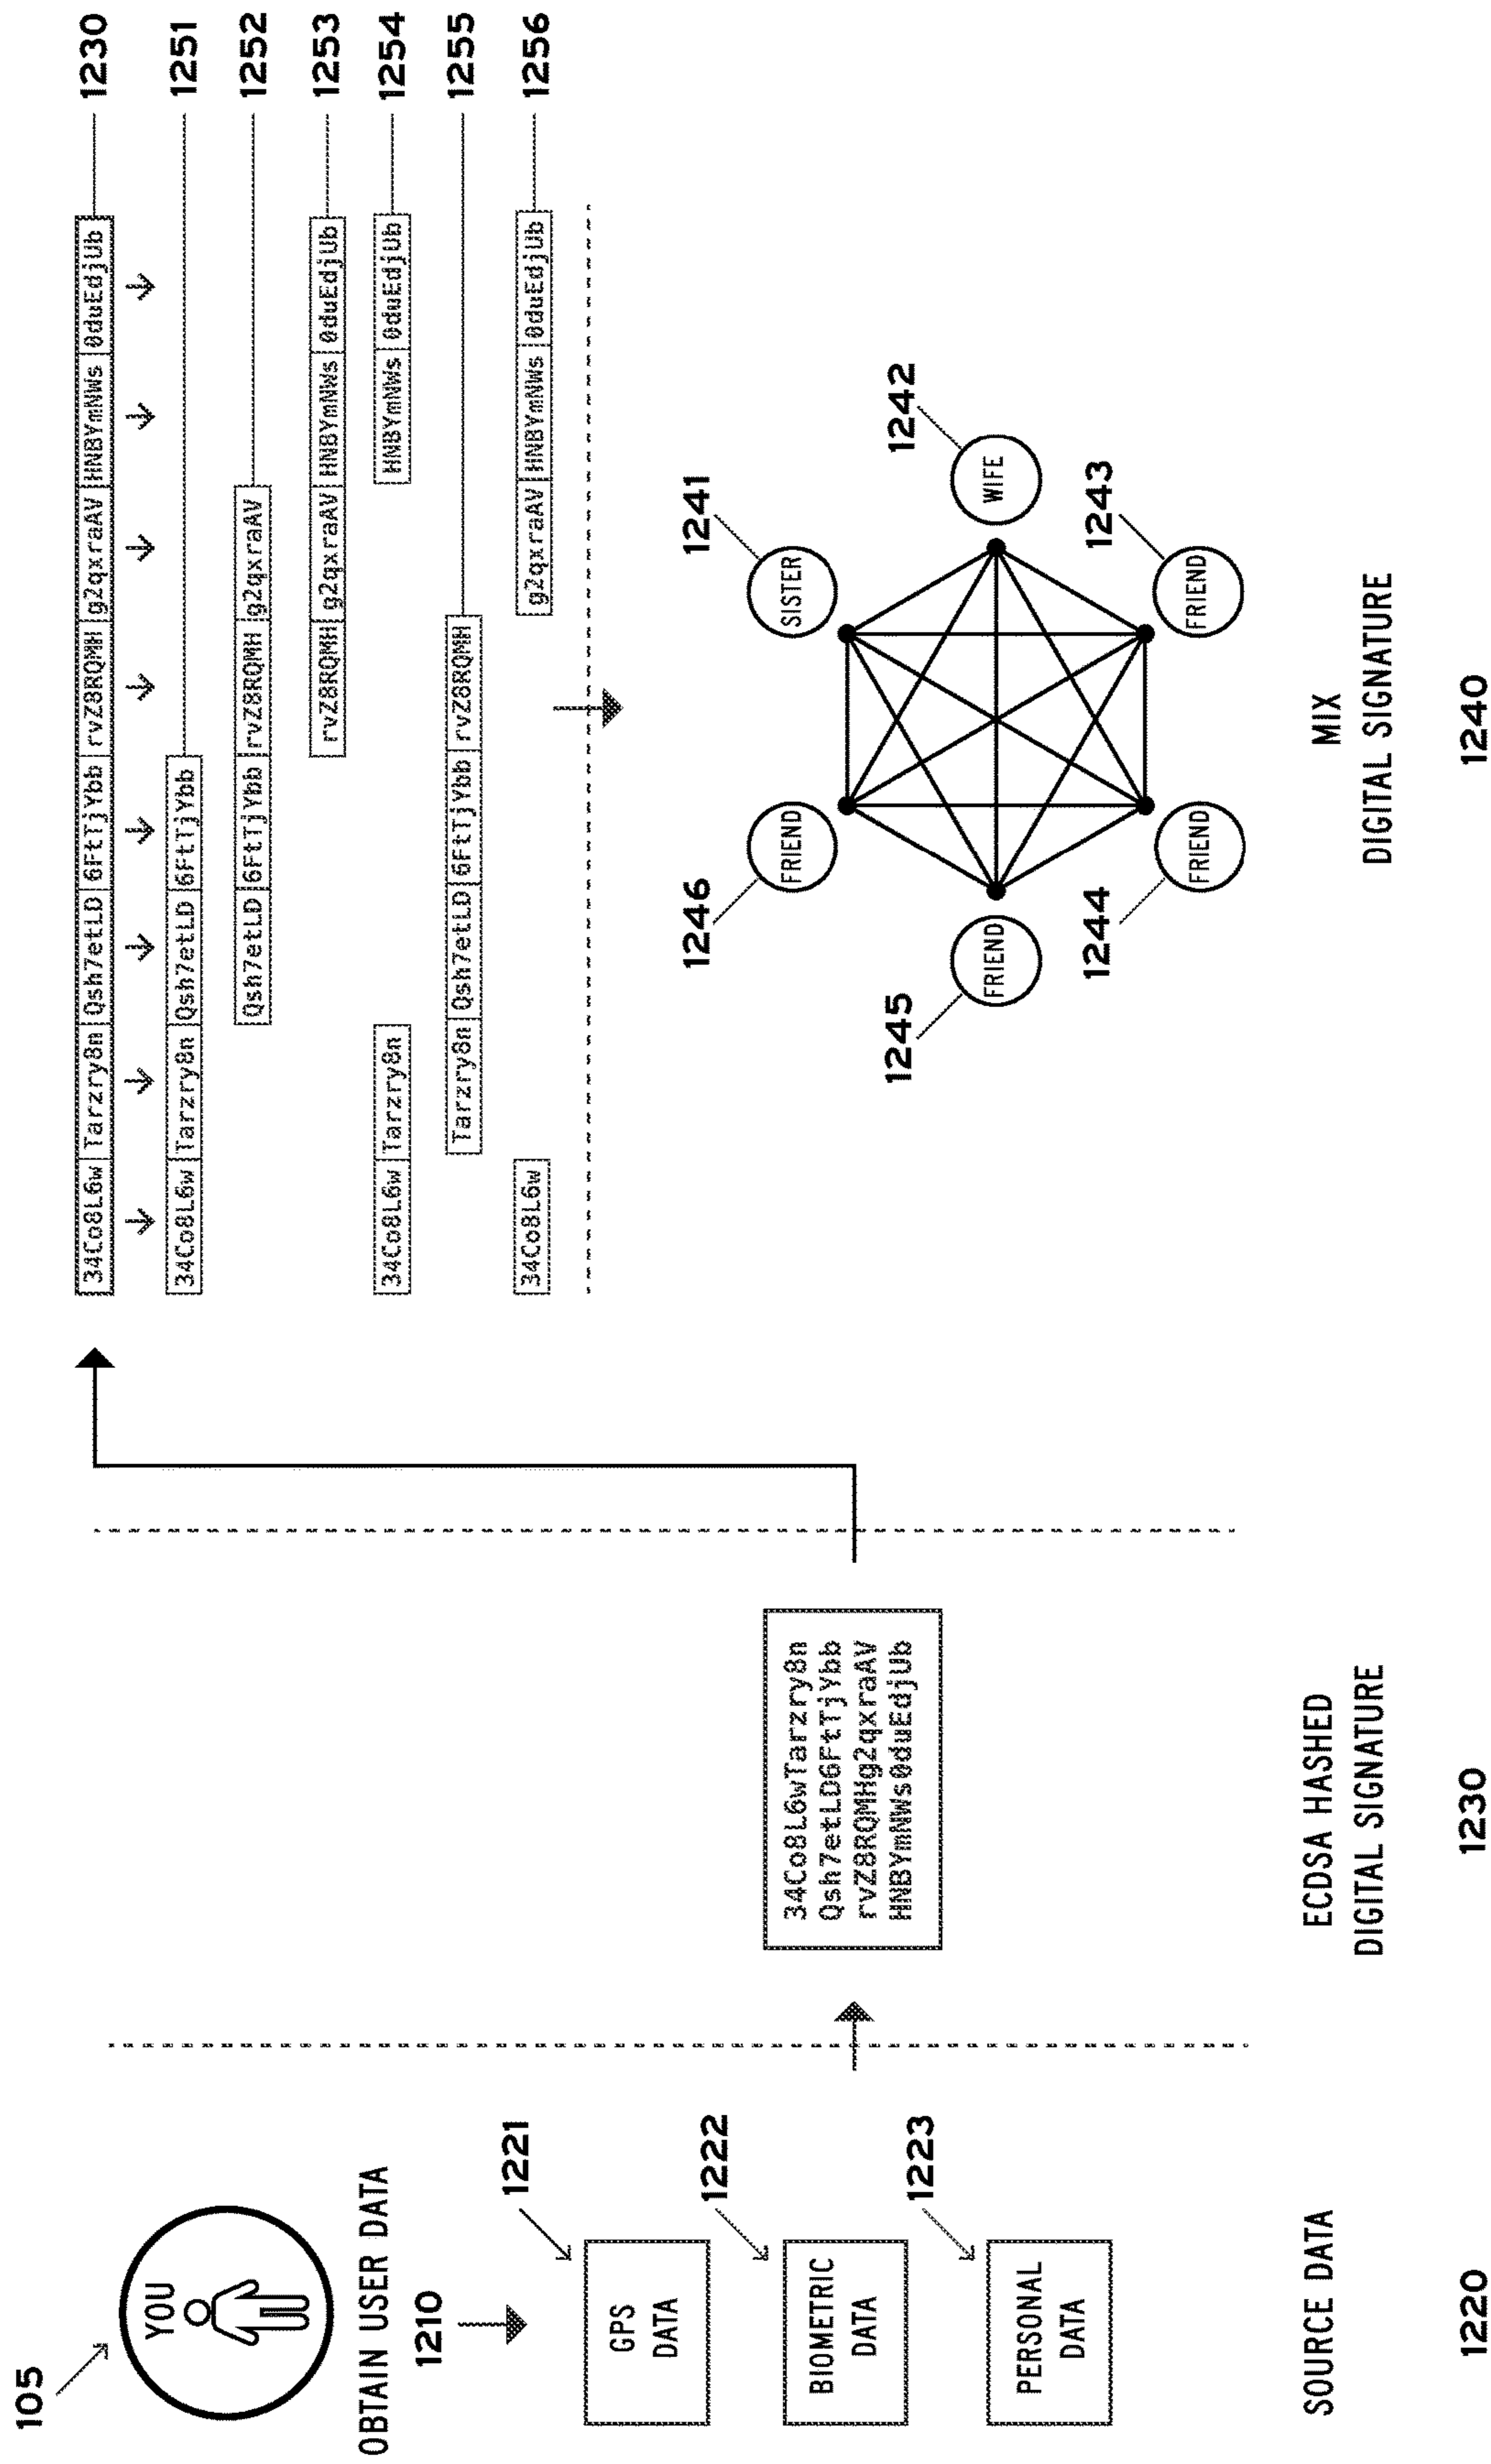 105
YOU
OBTAIN USER DATA
1210
1221
GPS
DATA
1222
BIOMETRIC
DATA
1223
PERSONAL
DATA
SOURCE DATA
1220
34Co8L6wTarzry8n
Qsh7etLD6FtTjYbb
rvZ8RQMHg2qxraAV
HNBYmNWs0duEdjUb
ECDSA HASHED
DIGITAL SIGNATURE
1230
34Co8L6w Tarzry8n Qsh7etLD 6FtTjYbb rvZ8RQMH g2qxraAV HNBYmNWs 0duEdjUb 1230
34Co8L6w Tarzry8n Qsh7etLD 6FtTjYbb 1251
Qsh7etLD 6FtTjYbb rvZ8RQMH g2qxraAV 1252
rvZ8RQMH g2qxraAV HNBYmNWs 0duEdjUb 1253
34Co8L6w Tarzry8n HNBYmNWs 0duEdjUb 1254
Tarzry8n Qsh7etLD 6FtTjYbb rvZ8RQMH 1255
34Co8L6w g2qxraAV HNBYmNWs 0duEdjUb 1256
1246
FRIEND
1241
SISTER
1242
WIFE
1245
FRIEND
1244
FRIEND
1243
FRIEND
MIX
DIGITAL SIGNATURE
1240